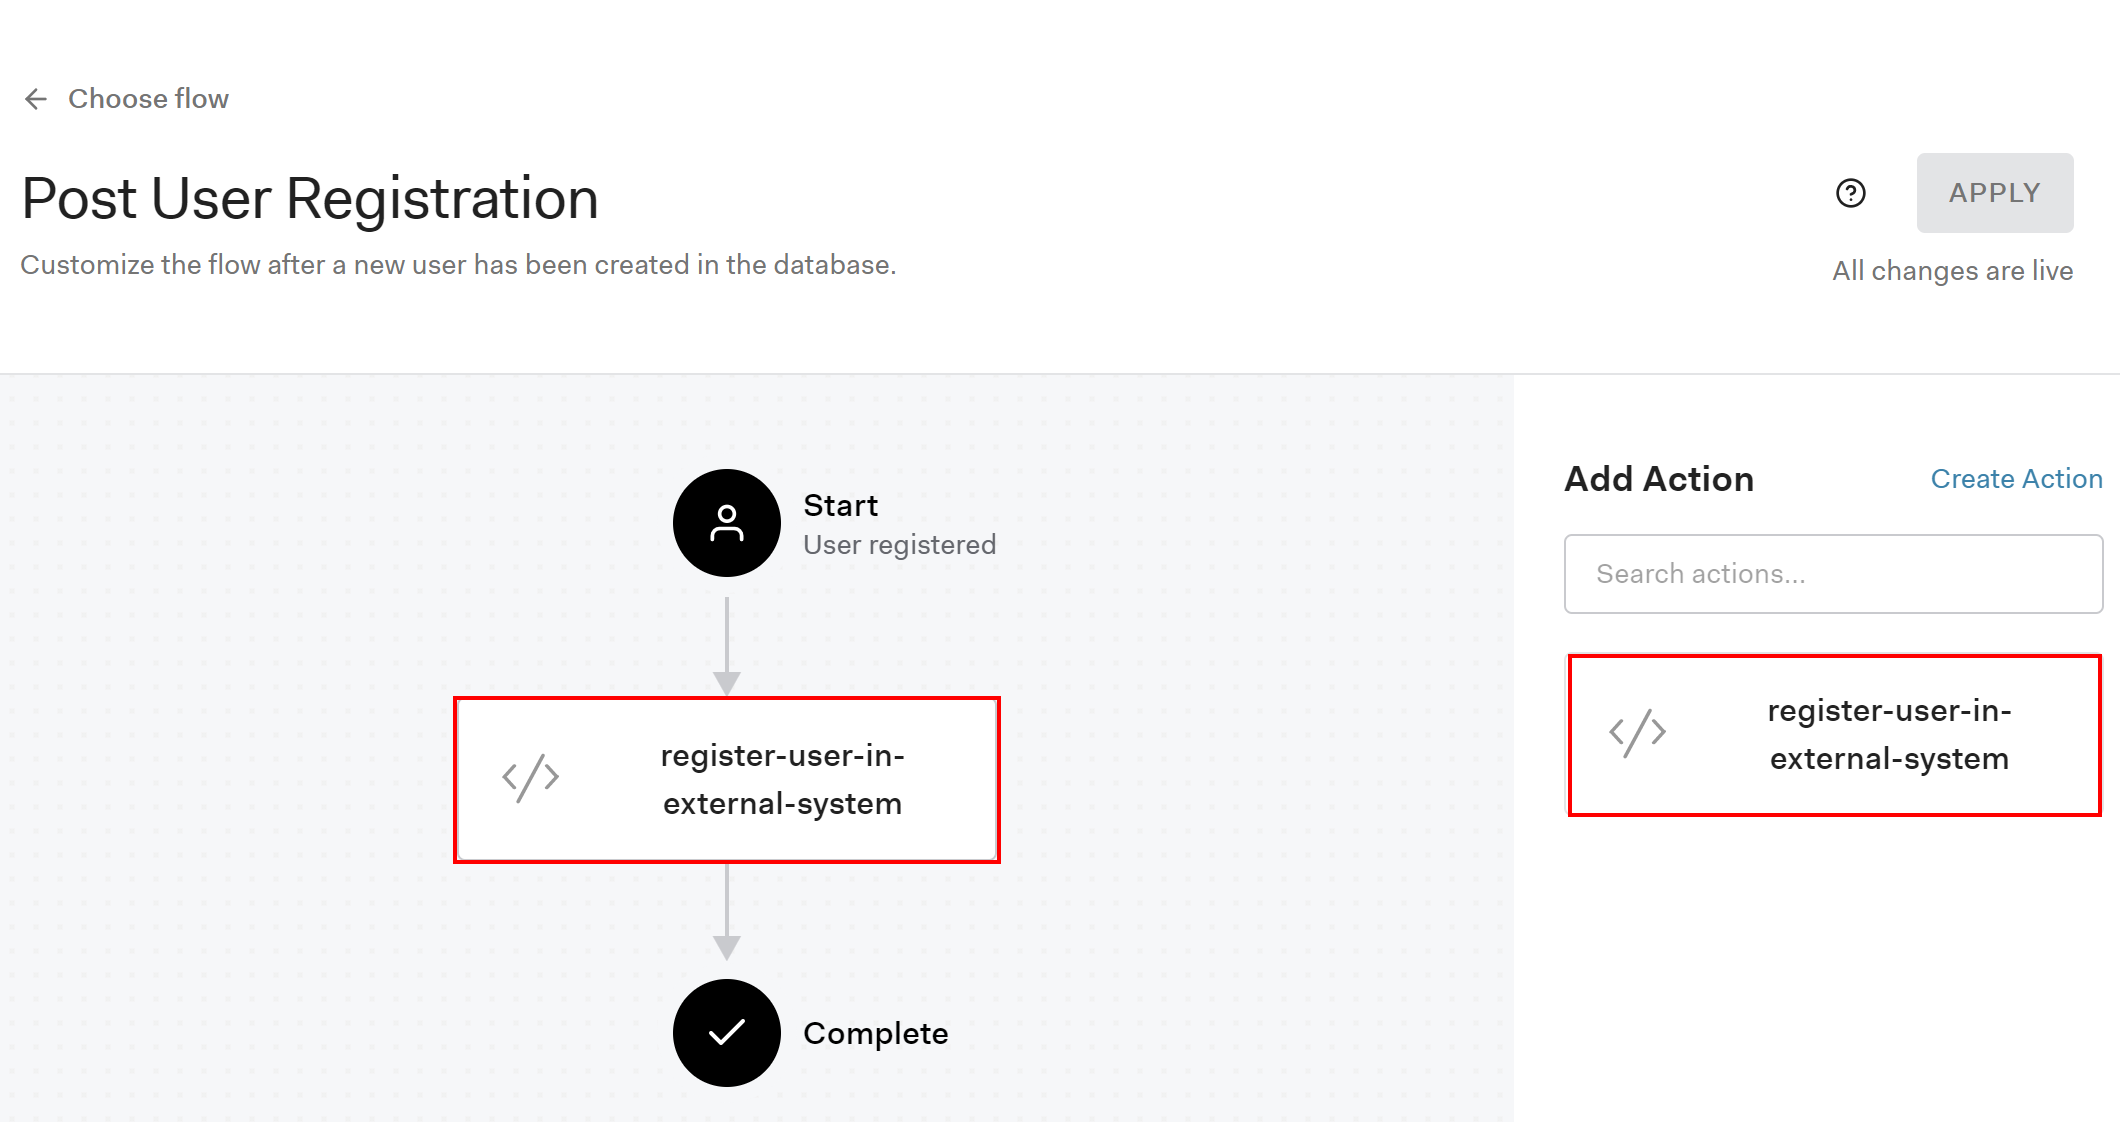 Choose flow
Post User Registration
Customize the flow after a new user has been created in the database.
APPLY
All changes are live
Start
User registered
register-user-in-
external-system
Complete
Add Action
Create Action
Search actions...
register-user-in-
external-system